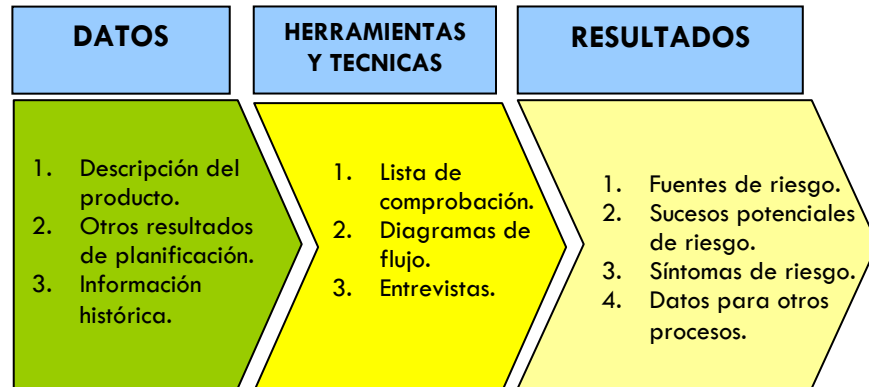 DATOS
1. Descripción del
producto.
2. Otros resultados
de planificación.
3. Información
histórica.
HERRAMIENTAS
Y TECNICAS
1. Lista de
comprobación.
2. Diagramas de
flujo.
3. Entrevistas.
RESULTADOS
1. Fuentes de riesgo.
2. Sucesos potenciales
de riesgo.
3. Síntomas de riesgo.
4. Datos para otros
procesos.